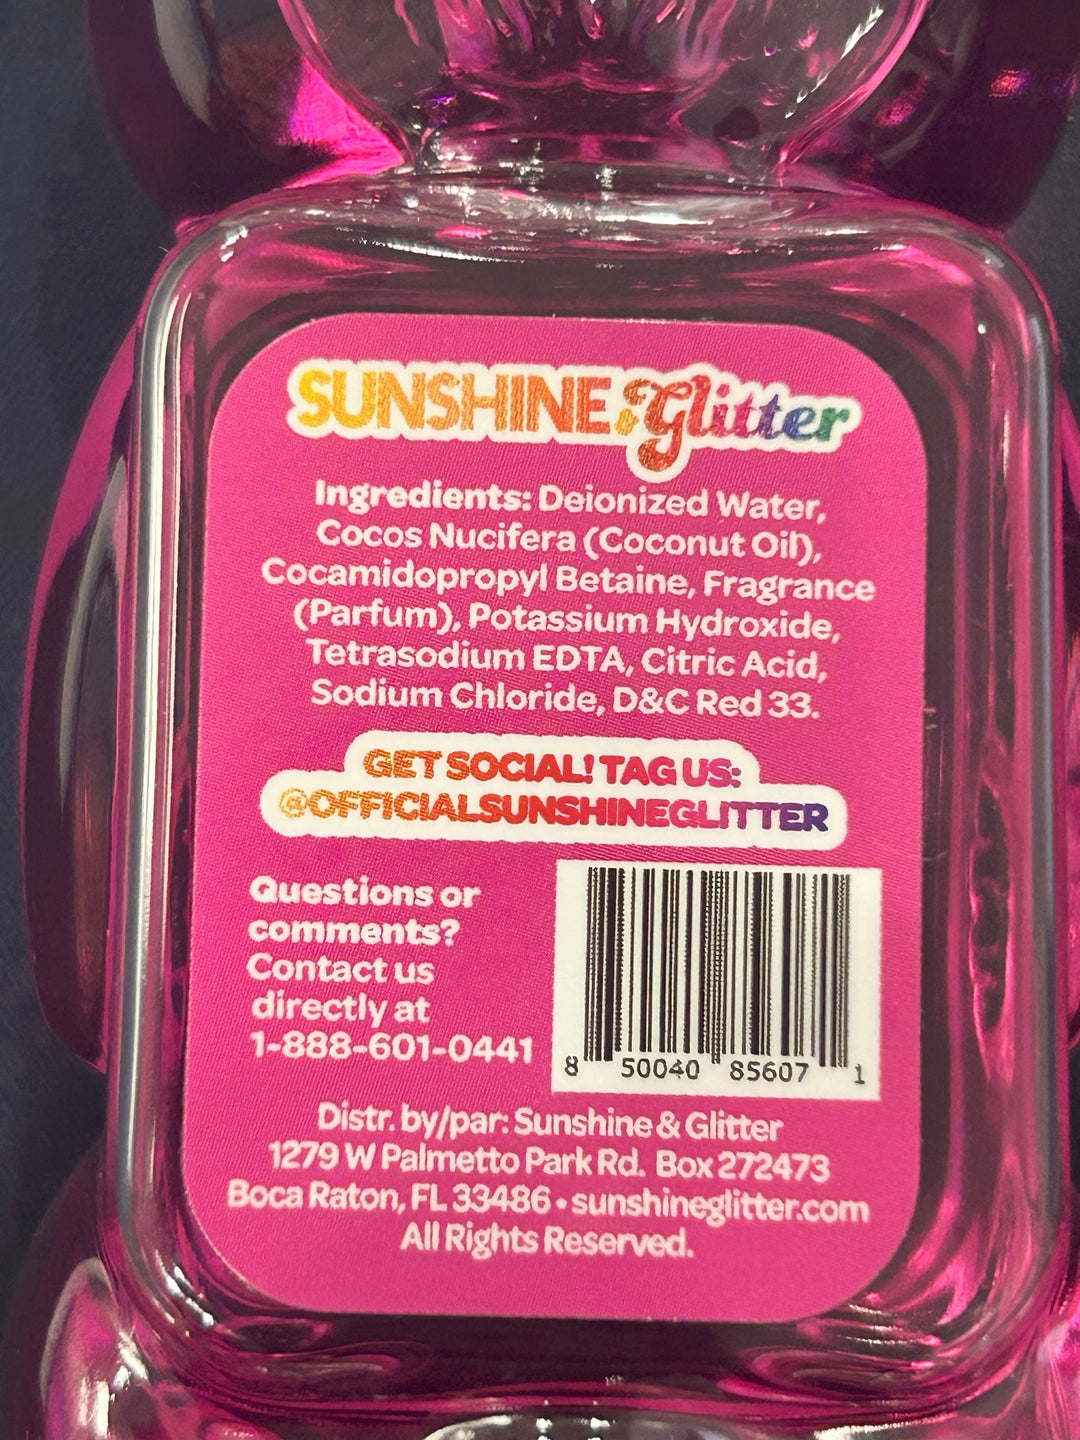 SUNSHINE & Glitter
Ingredients: Deionized Water,
Cocos Nucifera (Coconut Oil),
Cocamidopropyl Betaine, Fragrance
(Parfum), Potassium Hydroxide,
Tetrasodium EDTA, Citric Acid,
Sodium Chloride, D&C Red 33.
GET SOCIAL! TAG US:
@OFFICIALSUNSHINEGLITTER
Questions or
comments?
Contact us
directly at
1-888-601-0441
8 50040 85607 1
Distr. by/par: Sunshine & Glitter
1279 W Palmetto Park Rd. Box 272473
Boca Raton, FL 33486 • sunshineglitter.com
All Rights Reserved.